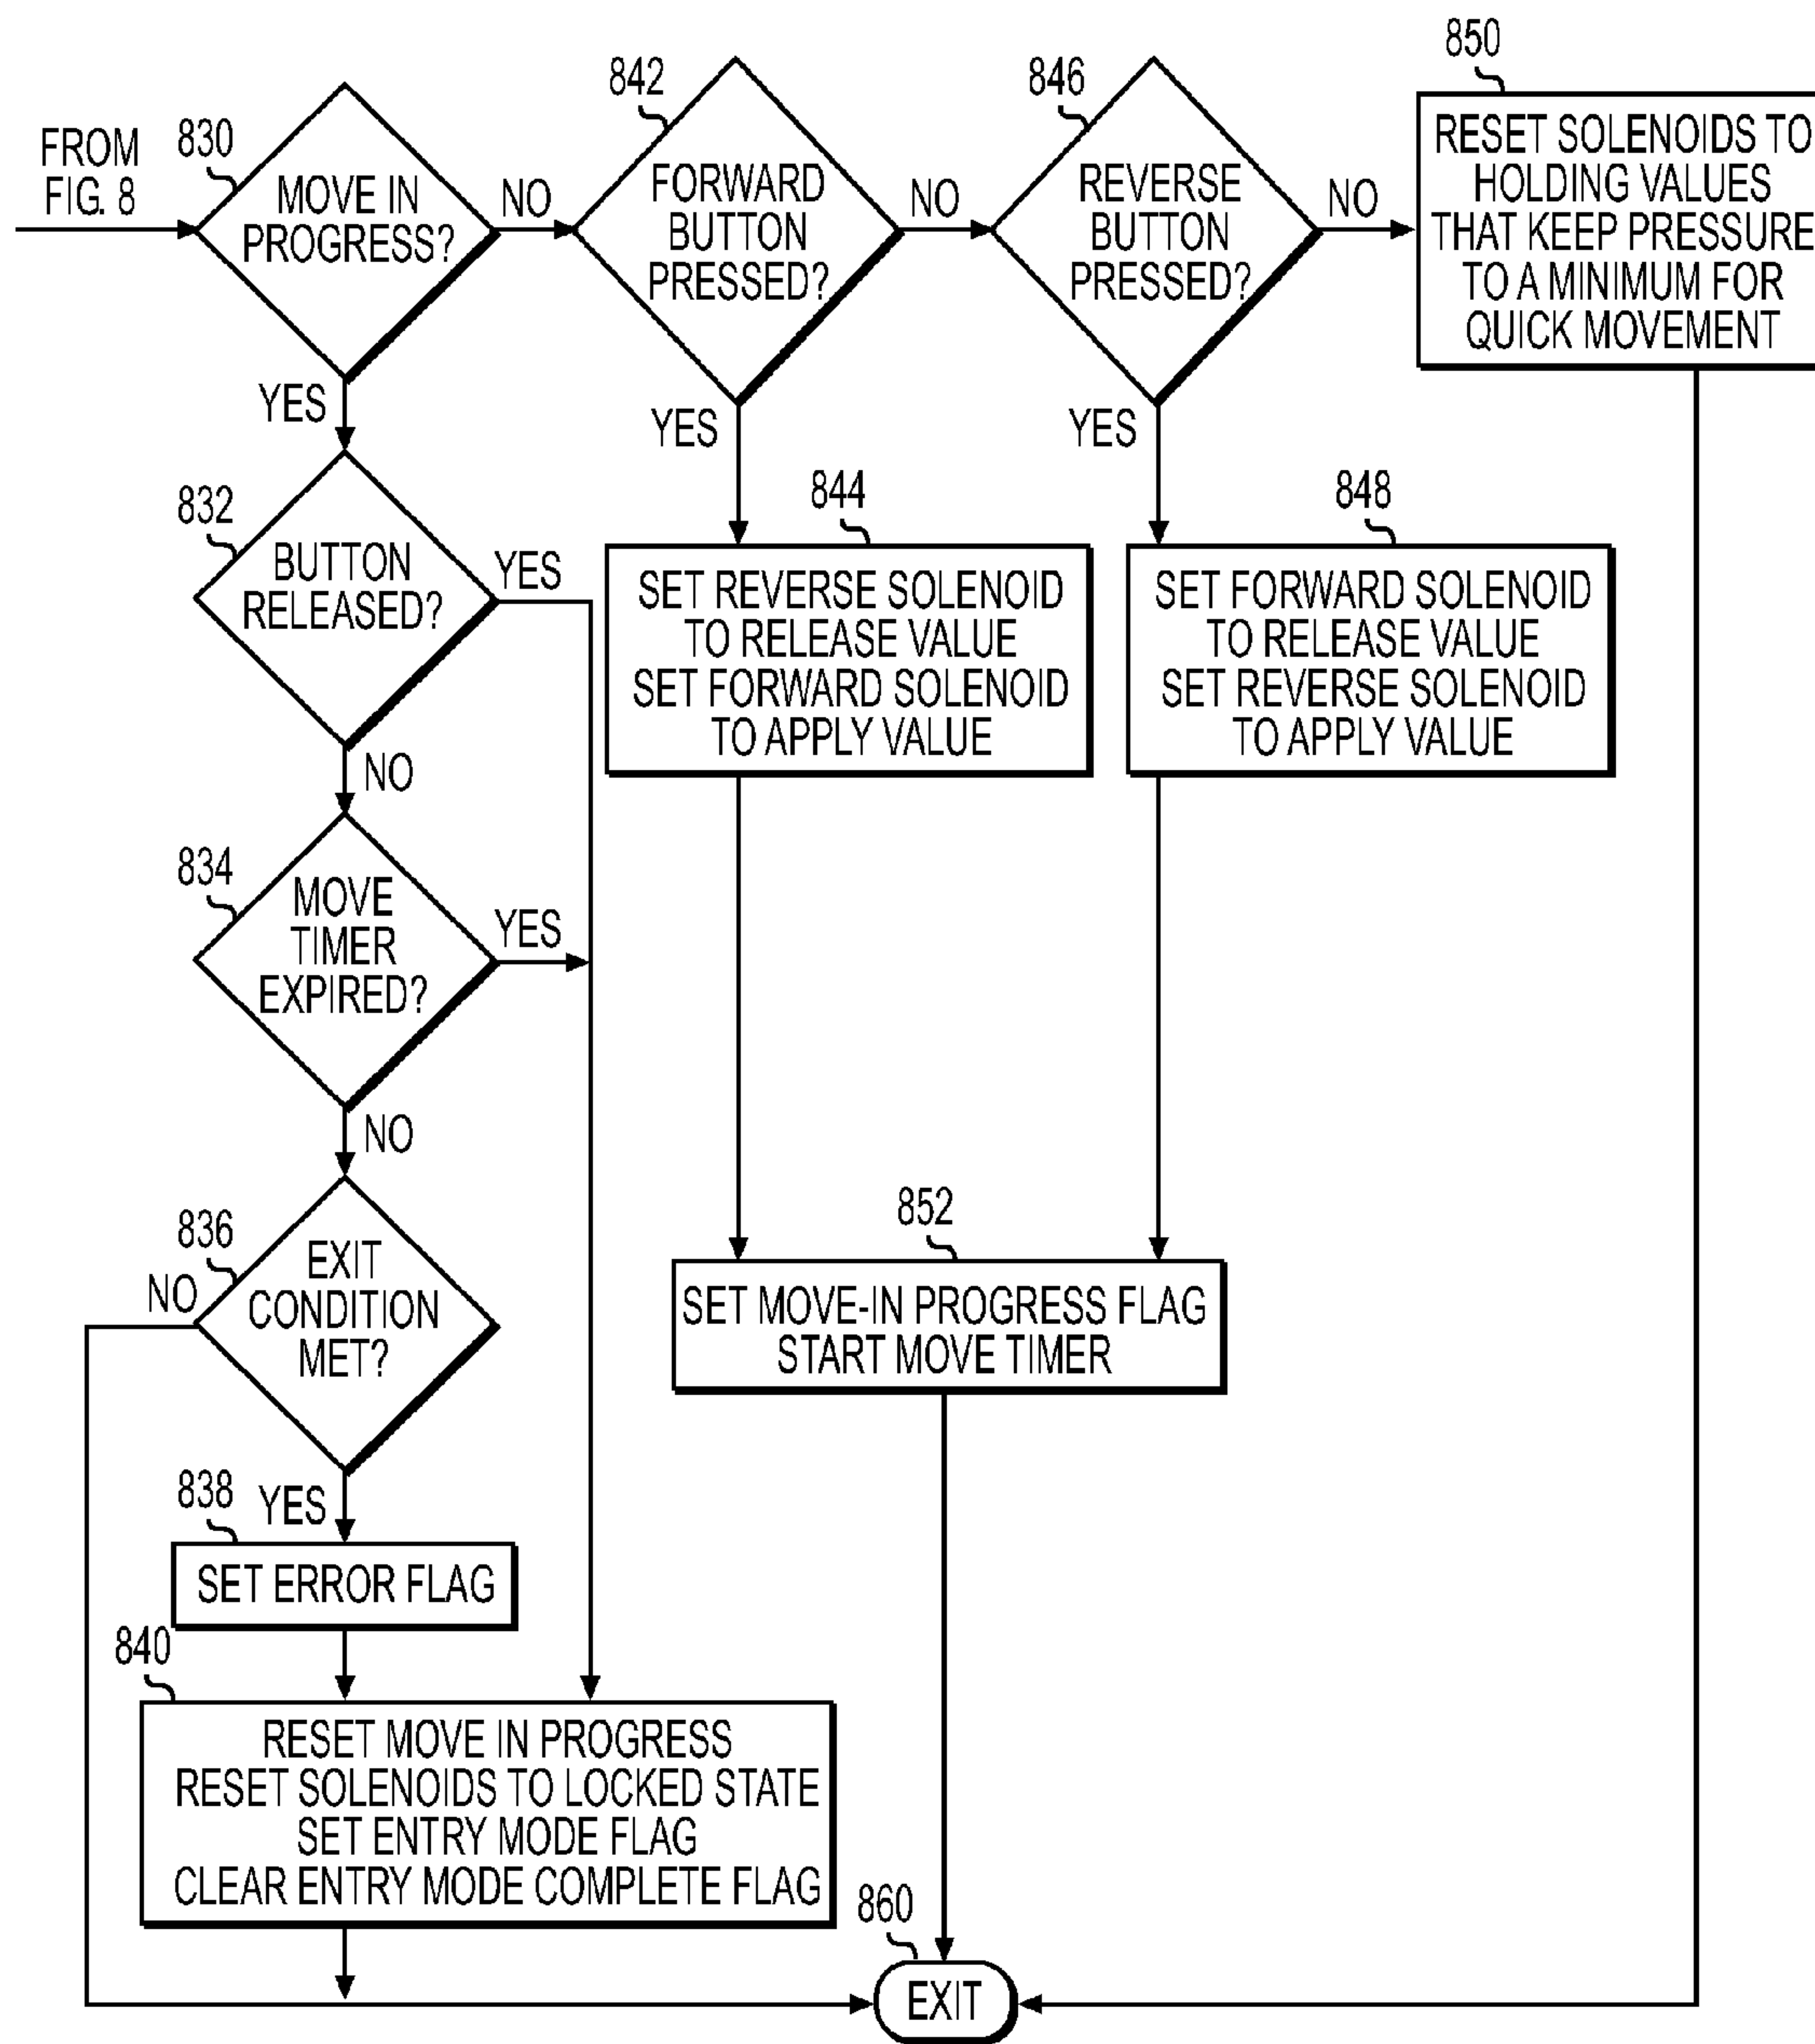 FROM
FIG. 8
830
MOVE IN
PROGRESS?
NO
YES
842
FORWARD
BUTTON
PRESSED?
NO
YES
846
REVERSE
BUTTON
PRESSED?
NO
YES
850
RESET SOLENOIDS TO
HOLDING VALUES
THAT KEEP PRESSURE
TO A MINIMUM FOR
QUICK MOVEMENT
832
BUTTON
RELEASED?
YES
NO
844
SET REVERSE SOLENOID
TO RELEASE VALUE
SET FORWARD SOLENOID
TO APPLY VALUE
848
SET FORWARD SOLENOID
TO RELEASE VALUE
SET REVERSE SOLENOID
TO APPLY VALUE
834
MOVE
TIMER
EXPIRED?
YES
NO
836
EXIT
CONDITION
MET?
NO
YES
852
SET MOVE-IN PROGRESS FLAG
START MOVE TIMER
838
SET ERROR FLAG
840
RESET MOVE IN PROGRESS
RESET SOLENOIDS TO LOCKED STATE
SET ENTRY MODE FLAG
CLEAR ENTRY MODE COMPLETE FLAG
860
EXIT